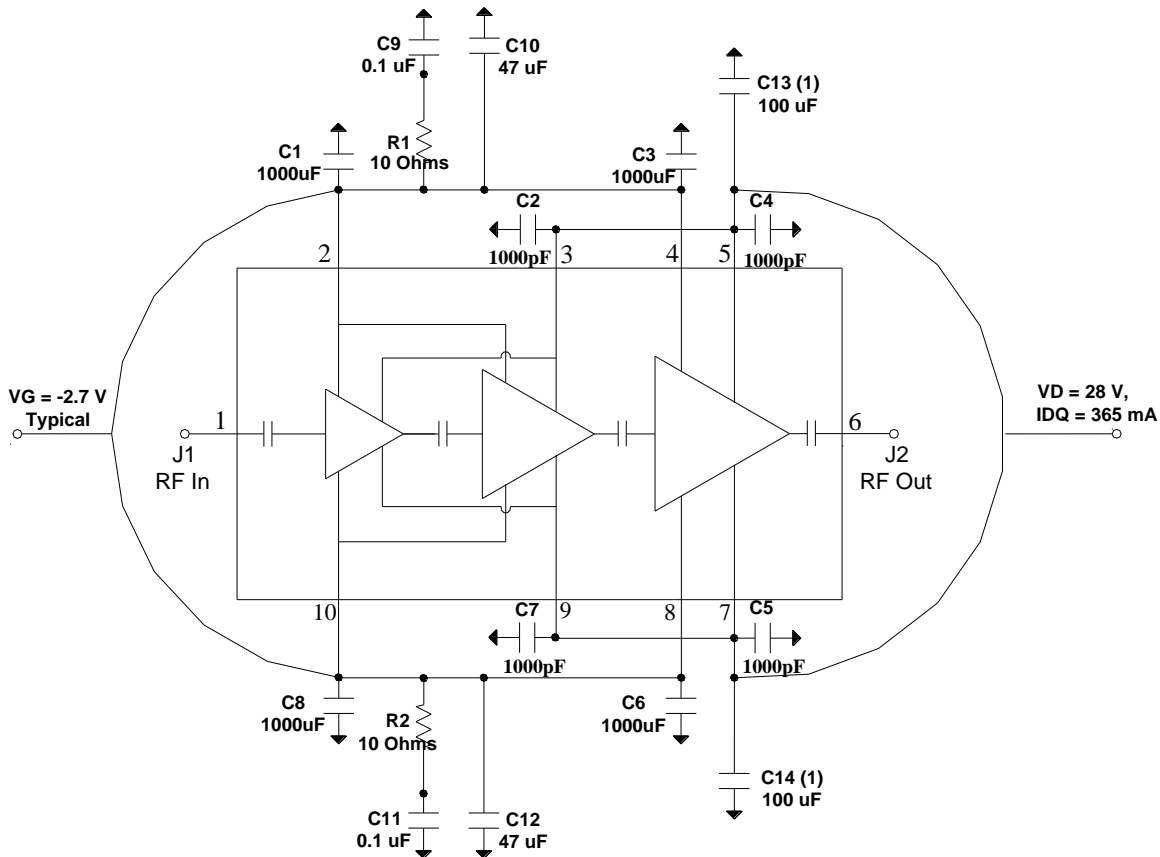 C9
0.1 uF
C10
47 uF
C13 (1)
100 uF
R1
10 Ohms
C1
1000uF
C3
1000uF
C2
1000pF
C4
1000pF
2
3
4
5
VG = -2.7 V
Typical
VD = 28 V,
IDQ = 365 mA
1
J1
RF In
6
J2
RF Out
10
9
8
7
C7
1000pF
C5
1000pF
C8
1000uF
R2
10 Ohms
C6
1000uF
C14 (1)
100 uF
C11
0.1 uF
C12
47 uF